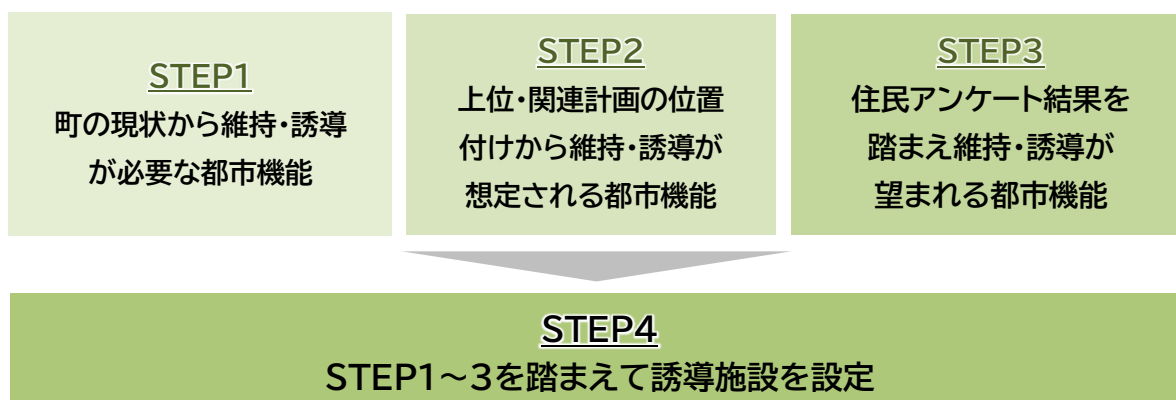 STEP1
町の現状から維持・誘導
が必要な都市機能
STEP2
上位・関連計画の位置
付けから維持・誘導が
想定される都市機能
STEP3
住民アンケート結果を
踏まえ維持・誘導が
望まれる都市機能
STEP4
STEP1～3を踏まえて誘導施設を設定